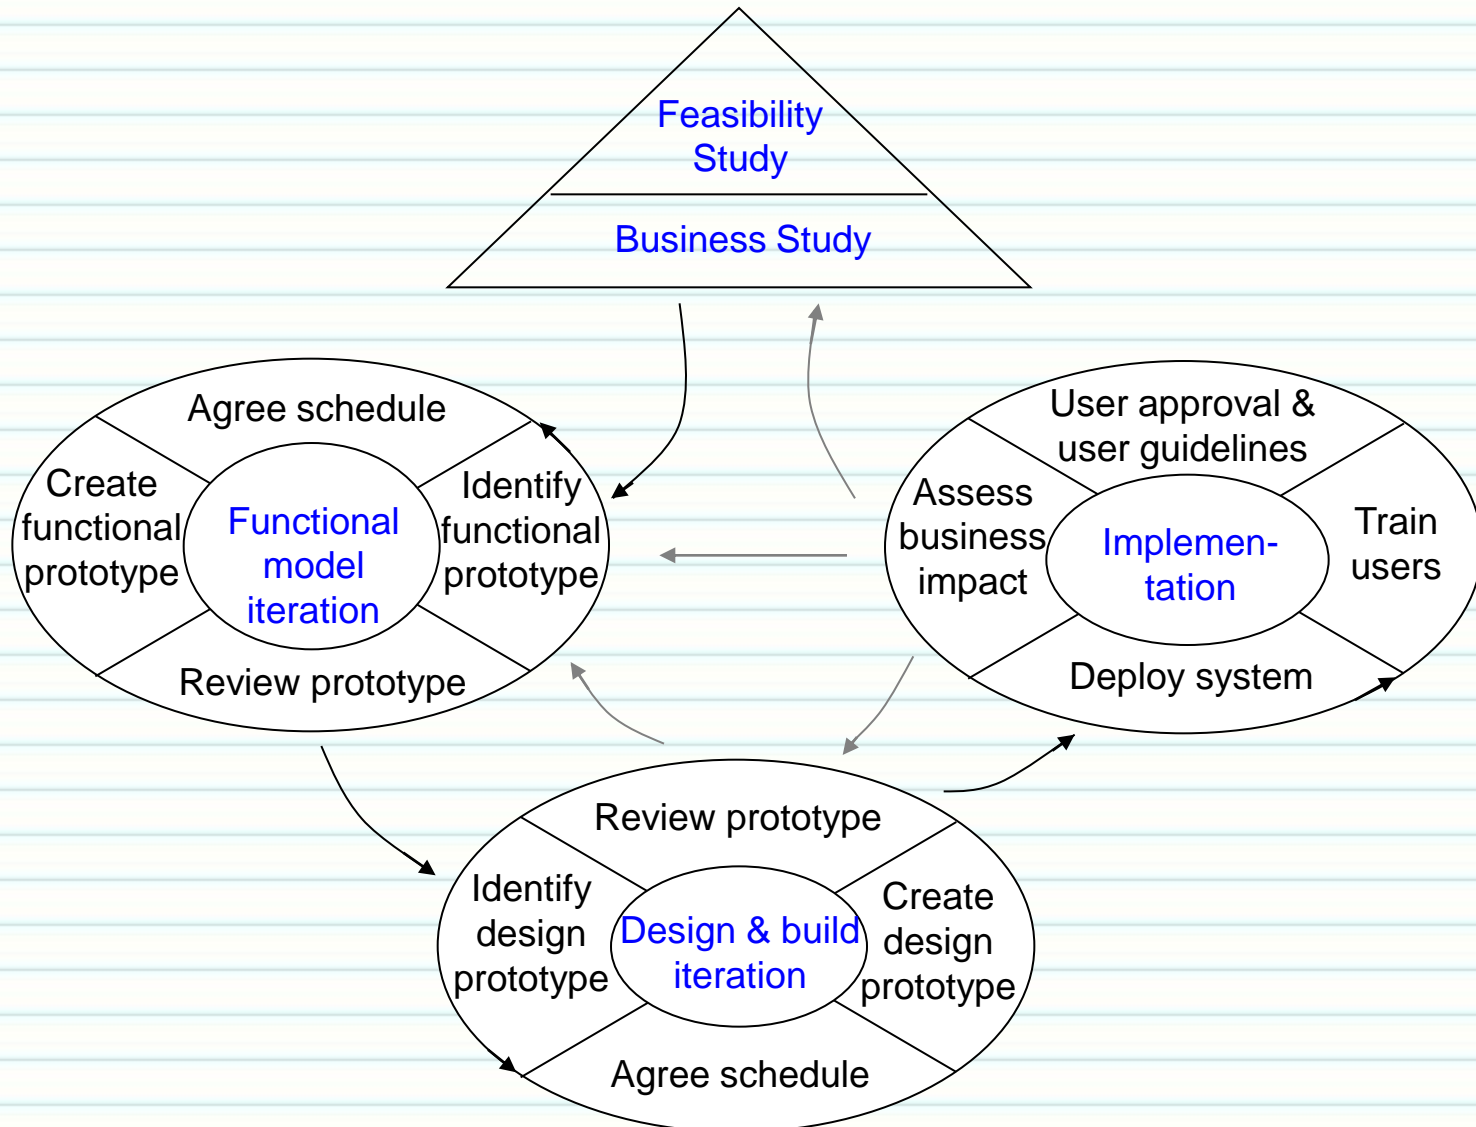 Feasibility
Study
Business Study
Agree schedule
Create
functional
prototype
Functional
model
iteration
Identify
functional
prototype
Review prototype
User approval &
user guidelines
Assess
business
impact
Implemen-
tation
Train
users
Deploy system
Review prototype
Identify
design
prototype
Design & build
iteration
Create
design
prototype
Agree schedule